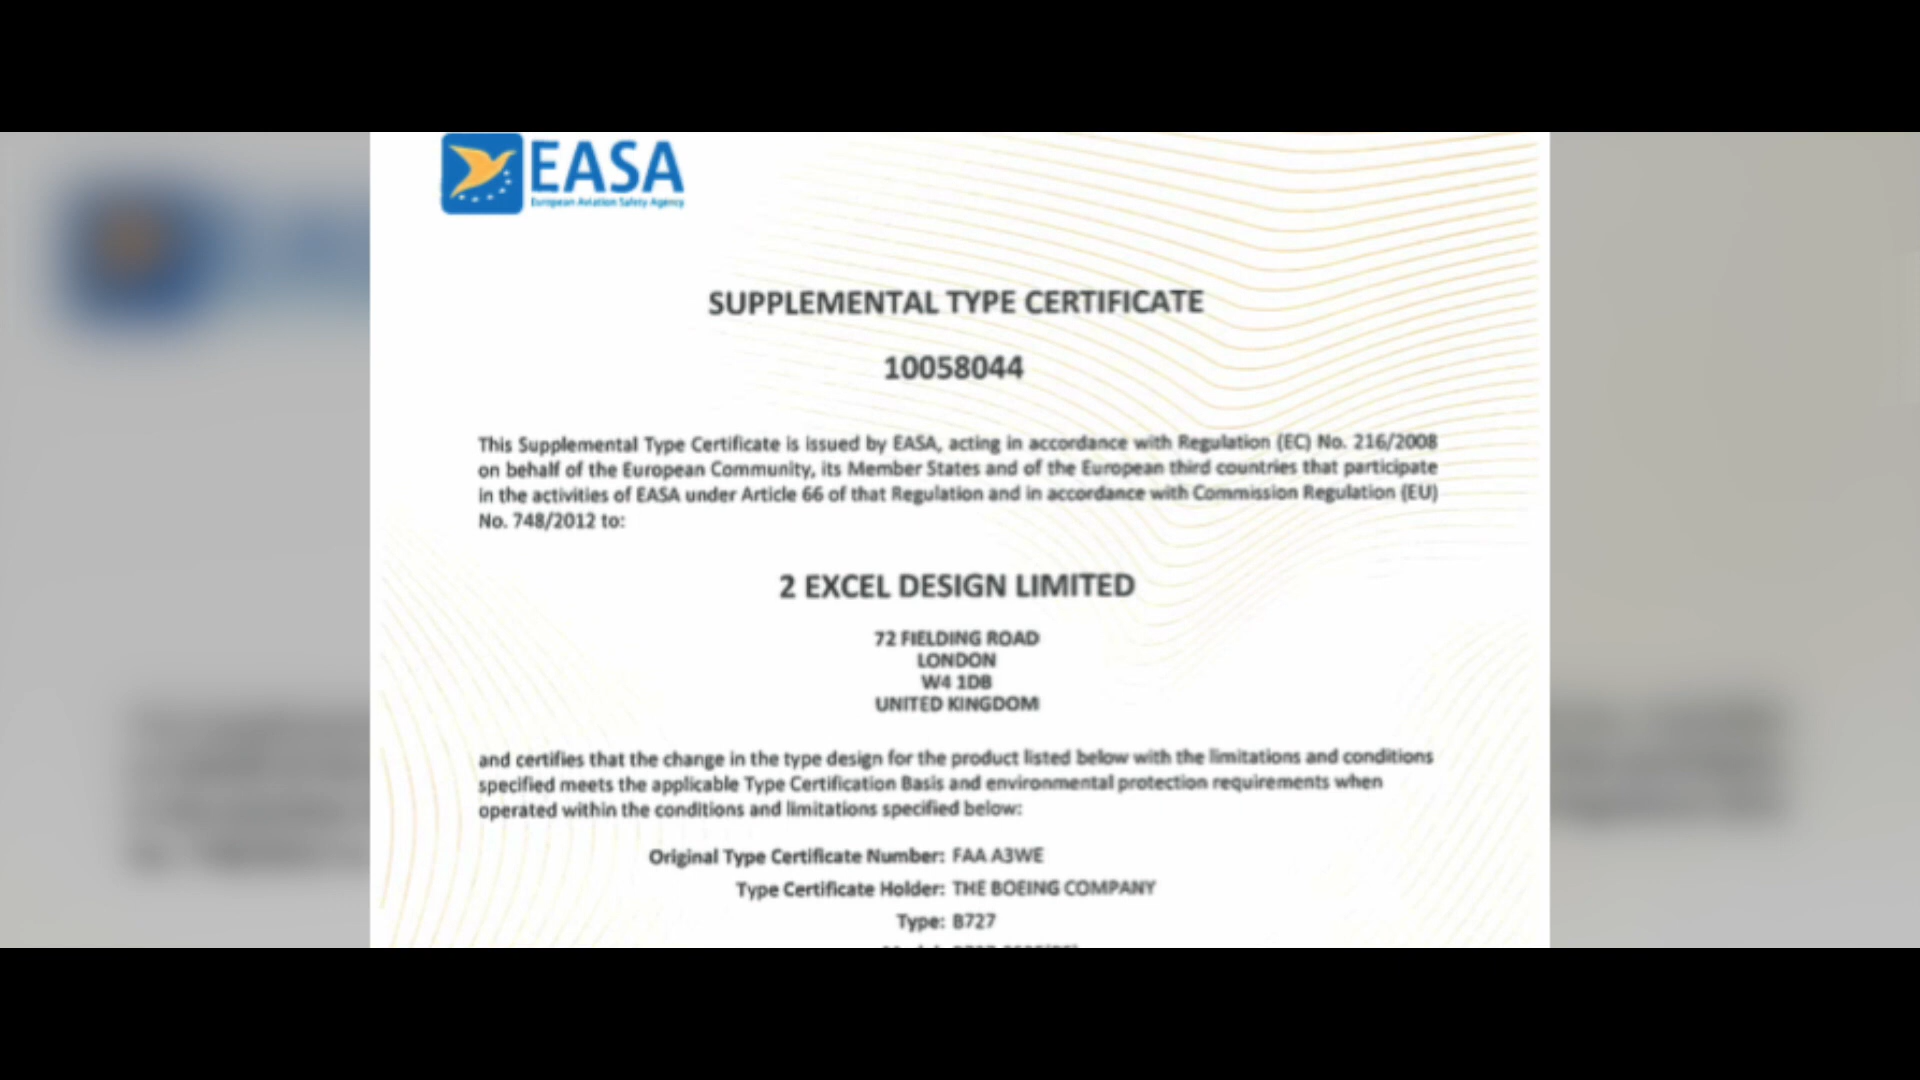 EASA
European Aviation Safety Agency
SUPPLEMENTAL TYPE CERTIFICATE
10058044
This Supplemental Type Certificate is issued by EASA, acting in accordance with Regulation (EC) No. 216/2008
on behalf of the European Community, its Member States and of the European third countries that participate
in the activities of EASA under Article 66 of that Regulation and in accordance with Commission Regulation (EU)
No. 748/2012 to:
2 EXCEL DESIGN LIMITED
72 FIELDING ROAD
LONDON
W4 1DB
UNITED KINGDOM
and certifies that the change in the type design for the product listed below with the limitations and conditions
specified meets the applicable Type Certification Basis and environmental protection requirements when
operated within the conditions and limitations specified below:
Original Type Certificate Number: FAA A3WE
Type Certificate Holder: THE BOEING COMPANY
Type: B727